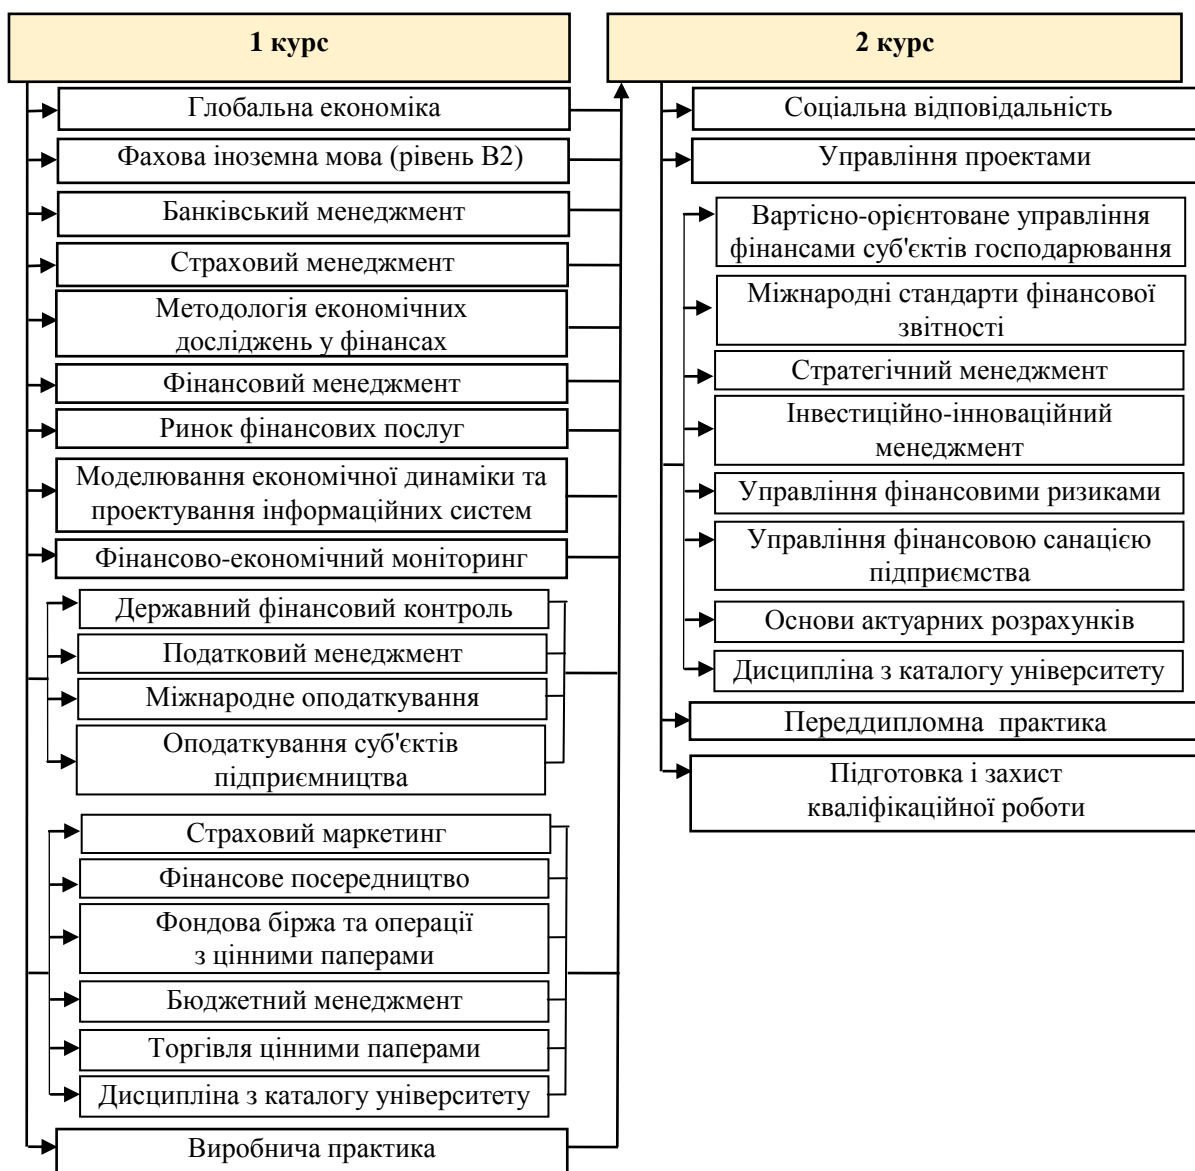 1 курс
Глобальна економіка
Фахова іноземна мова (рівень В2)
Банківський менеджмент
Страховий менеджмент
Методологія економічних
досліджень у фінансах
Фінансовий менеджмент
Ринок фінансових послуг
Моделювання економічної динаміки та
проектування інформаційних систем
Фінансово-економічний моніторинг
Державний фінансовий контроль
Податковий менеджмент
Міжнародне оподаткування
Оподаткування суб'єктів
підприємництва
Страховий маркетинг
Фінансове посередництво
Фондова біржа та операції
з цінними паперами
Бюджетний менеджмент
Торгівля цінними паперами
Дисципліна з каталогу університету
Виробнича практика
2 курс
Соціальна відповідальність
Управління проектами
Вартісно-орієнтоване управління
фінансами суб'єктів господарювання
Міжнародні стандарти фінансової
звітності
Стратегічний менеджмент
Інвестиційно-інноваційний
менеджмент
Управління фінансовими ризиками
Управління фінансовою санацією
підприємства
Основи актуарних розрахунків
Дисципліна з каталогу університету
Переддипломна практика
Підготовка і захист
кваліфікаційної роботи